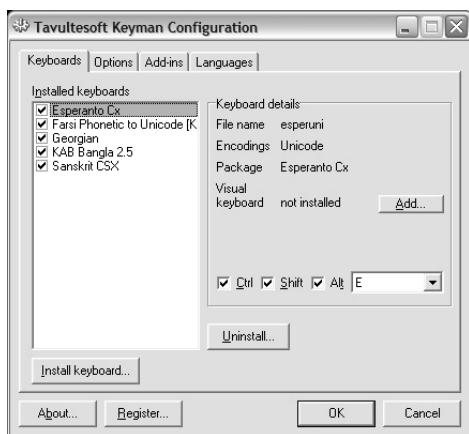 Tavultesoft Keyman Configuration
Keyboards Options Add-ins Languages
Installed keyboards
Esperanto Cx
Farsi Phonetic to Unicode [K
Georgian
KAB Bangla 2.5
Sanskrit CSX
Install keyboard...
Keyboard details
File name esperuni
Encodings Unicode
Package Esperanto Cx
Visual
keyboard not installed Add...
Ctrl Shift Alt E
Uninstall...
About... Register... OK Cancel